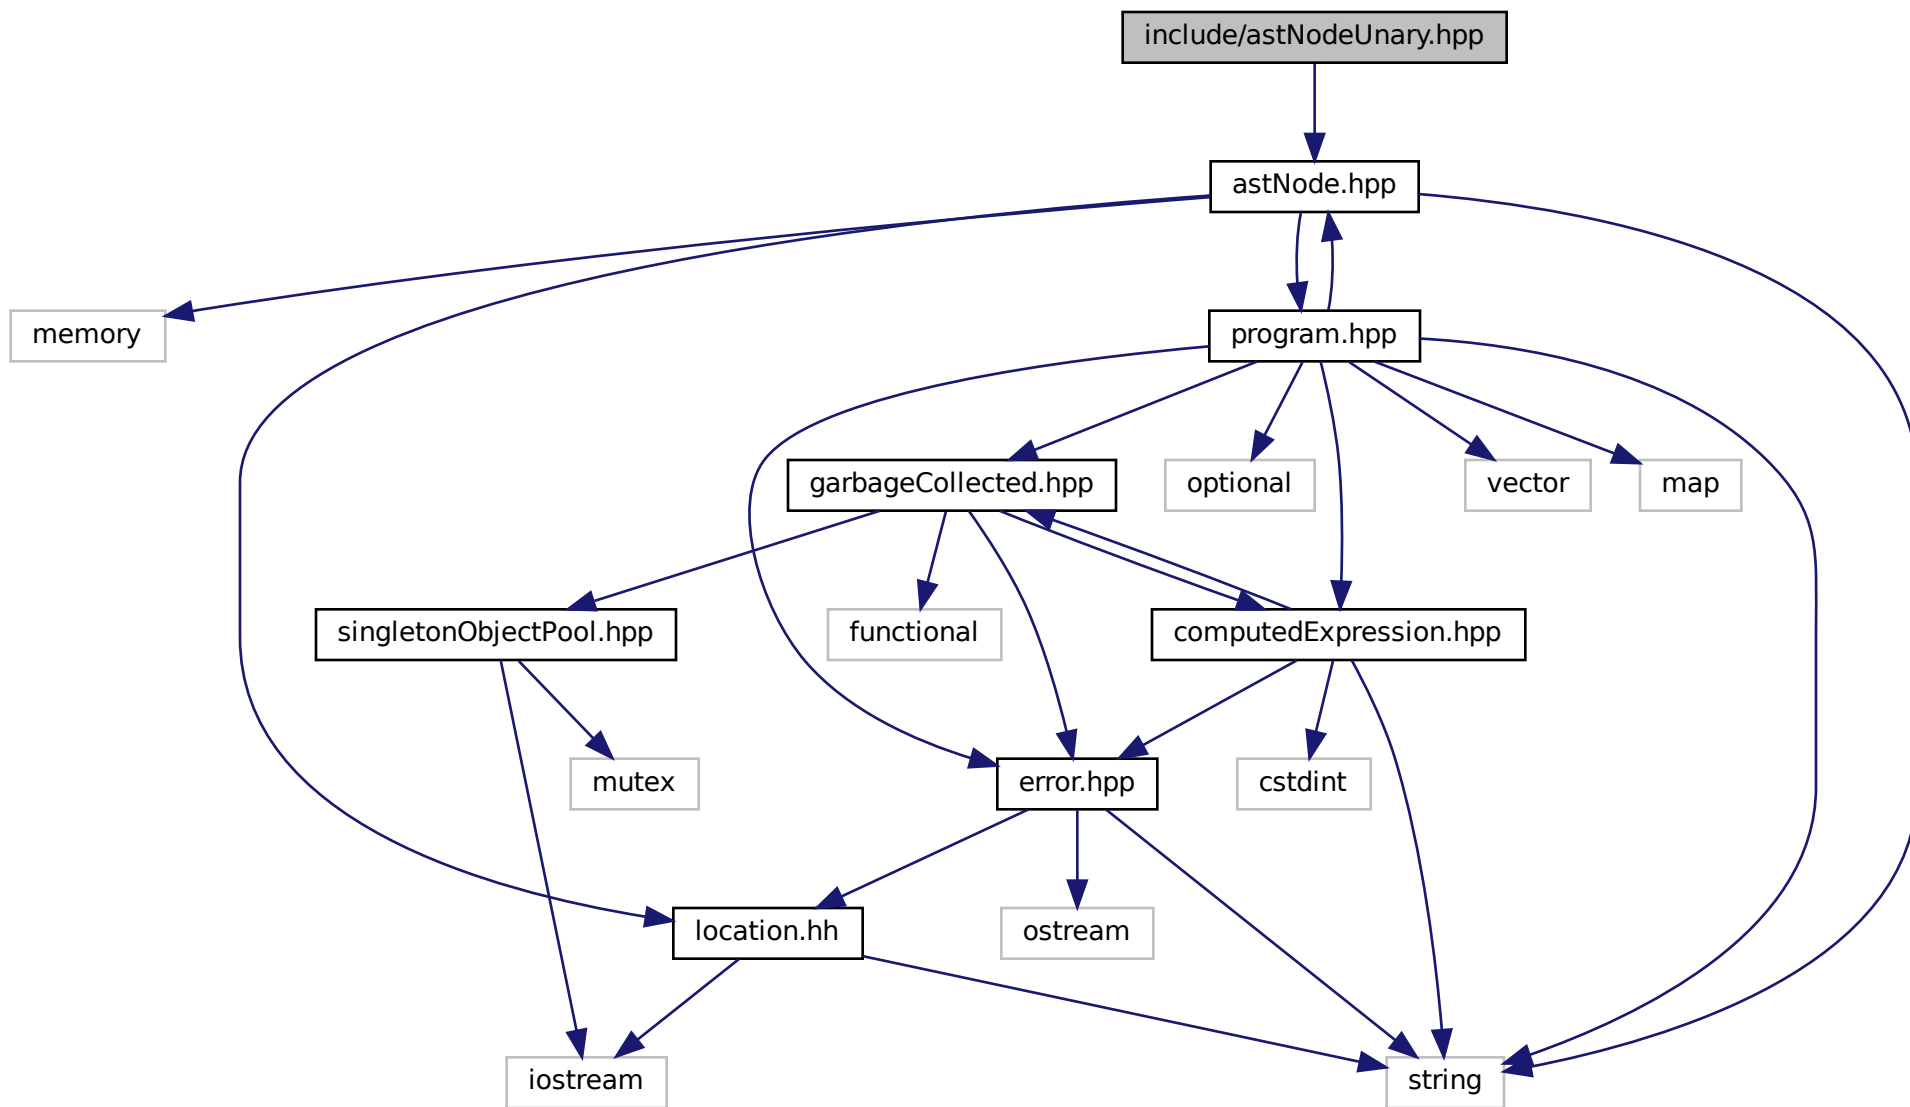 include/astNodeUnary.hpp
astNode.hpp
memory
program.hpp
garbageCollected.hpp
optional
vector
map
singletonObjectPool.hpp
functional
computedExpression.hpp
mutex
error.hpp
cstdint
location.hh
ostream
iostream
string